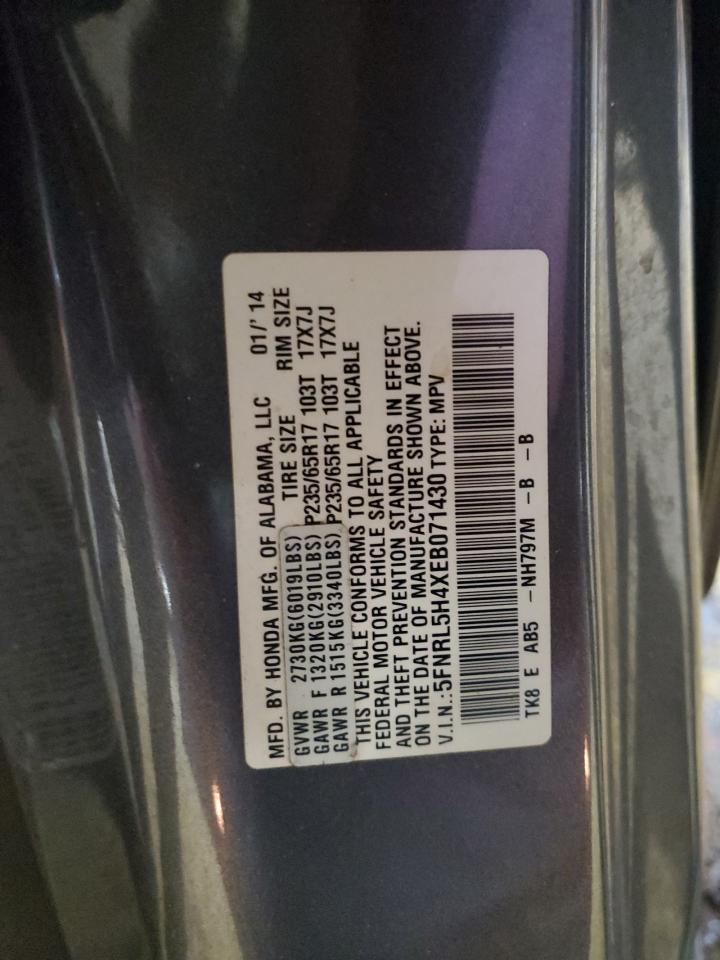 MFD. BY HONDA MFG. OF ALABAMA, LLC 01/'14
TIRE SIZE RIM SIZE
GVWR 2730KG(6019LBS)
GAWR F 1320KG(2910LBS) P235/65R17 103T 17X7J
GAWR R 1515KG(3340LBS) P235/65R17 103T 17X7J
THIS VEHICLE CONFORMS TO ALL APPLICABLE
FEDERAL MOTOR VEHICLE SAFETY
AND THEFT PREVENTION STANDARDS IN EFFECT
ON THE DATE OF MANUFACTURE SHOWN ABOVE.
V.I.N.:5FNRL5H4XEB071430 TYPE: MPV
TK8 E AB5 -NH797M -B -B